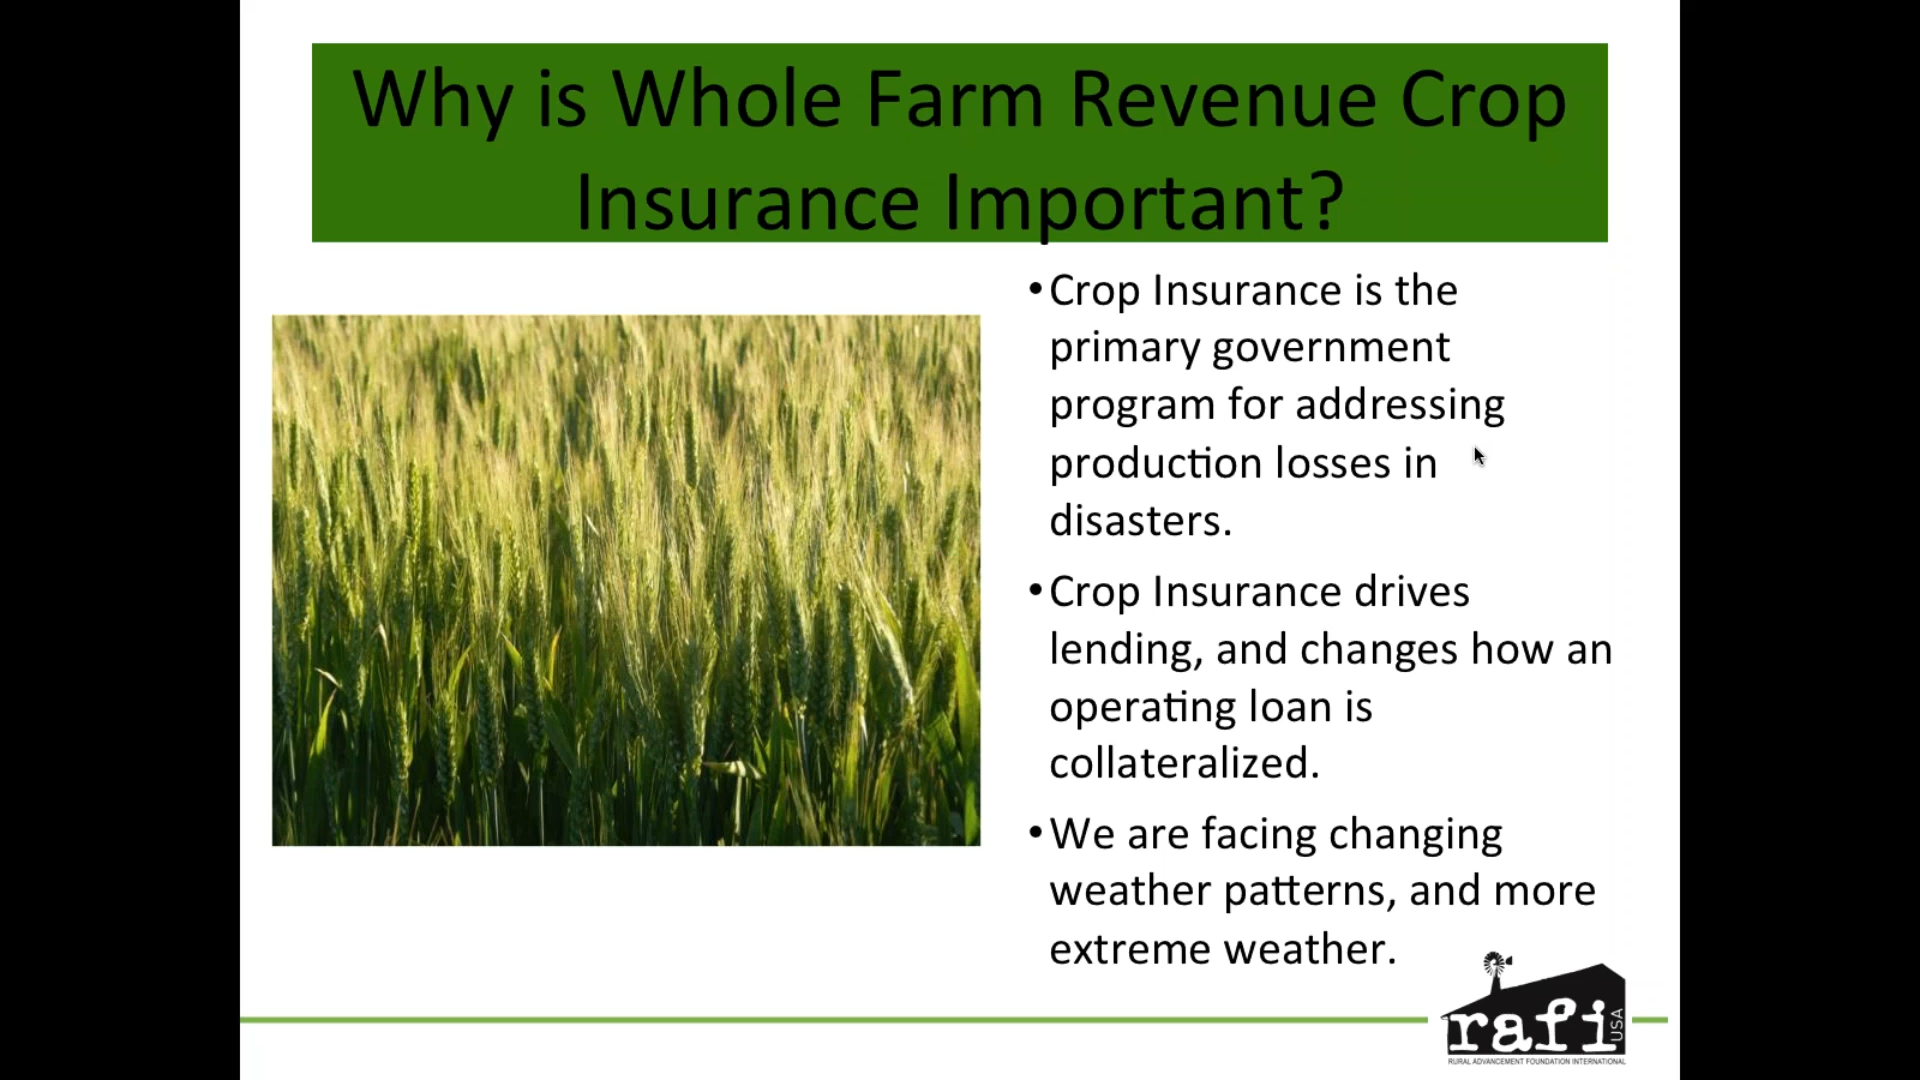 Why is Whole Farm Revenue Crop
Insurance Important?
•Crop Insurance is the
primary government
program for addressing
production losses in
disasters.
•Crop Insurance drives
lending, and changes how an
operating loan is
collateralized.
•We are facing changing
weather patterns, and more
extreme weather.
rafi
USA
RURAL ADVANCEMENT FOUNDATION INTERNATIONAL